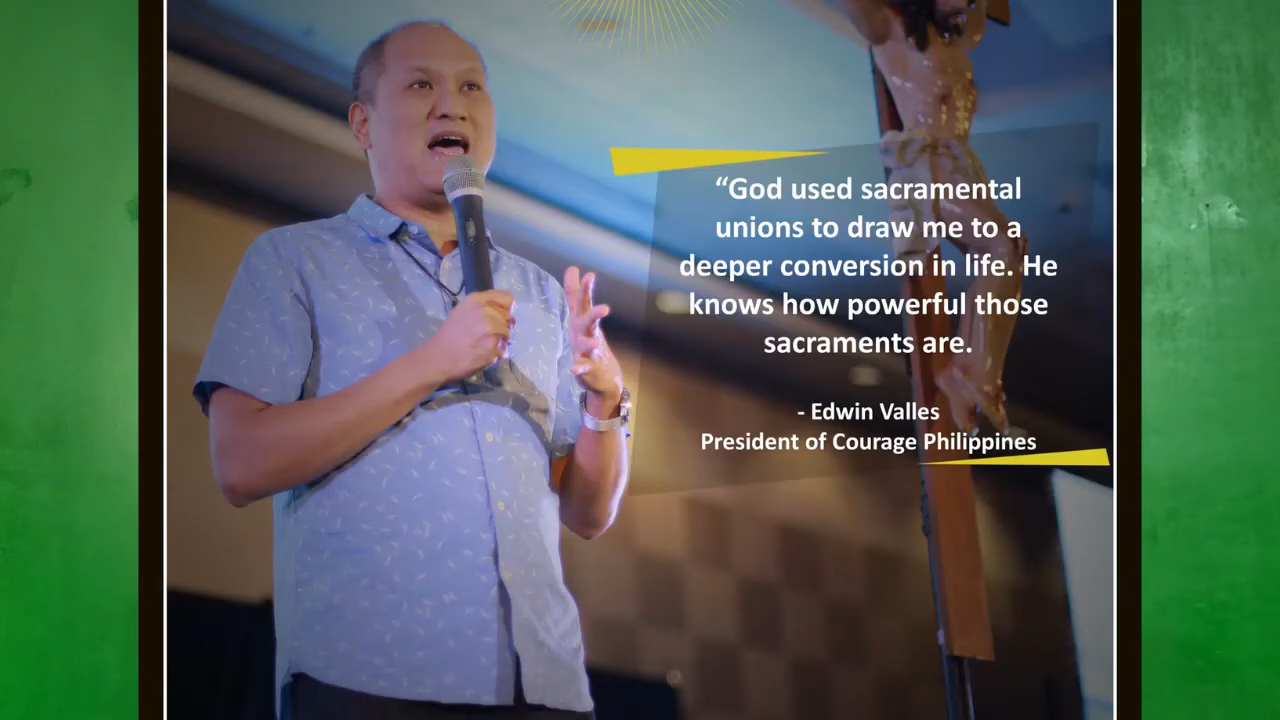 “God used sacramental
unions to draw me to a
deeper conversion in life. He
knows how powerful those
sacraments are.
- Edwin Valles
President of Courage Philippines